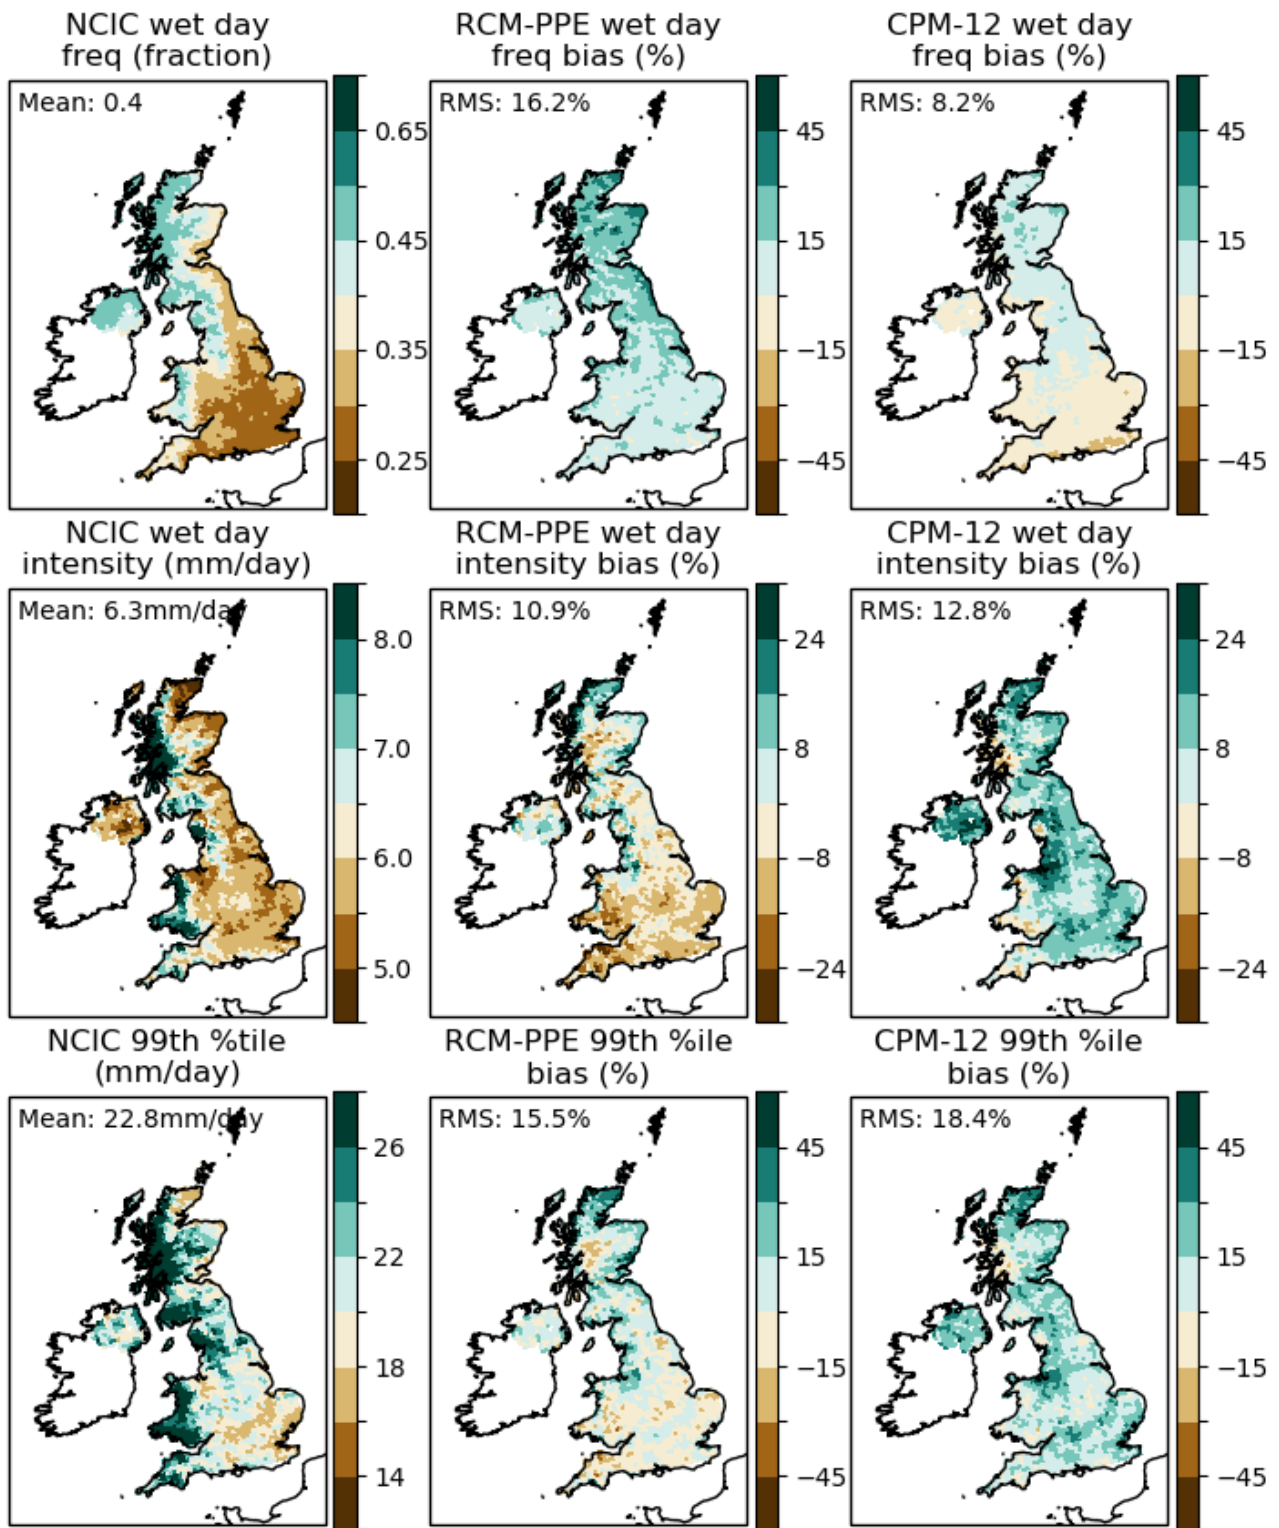 NCIC wet day
freq (fraction)
RCM-PPE wet day
freq bias (%)
CPM-12 wet day
freq bias (%)
Mean: 0.4
0.65
0.45
0.35
0.25
RMS: 16.2%
45
15
−15
−45
RMS: 8.2%
45
15
−15
−45
NCIC wet day
intensity (mm/day)
RCM-PPE wet day
intensity bias (%)
CPM-12 wet day
intensity bias (%)
Mean: 6.3mm/day
8.0
7.0
6.0
5.0
RMS: 10.9%
24
8
−8
−24
RMS: 12.8%
24
8
−8
−24
NCIC 99th %tile
(mm/day)
RCM-PPE 99th %ile
bias (%)
CPM-12 99th %ile
bias (%)
Mean: 22.8mm/day
26
22
18
14
RMS: 15.5%
45
15
−15
−45
RMS: 18.4%
45
15
−15
−45